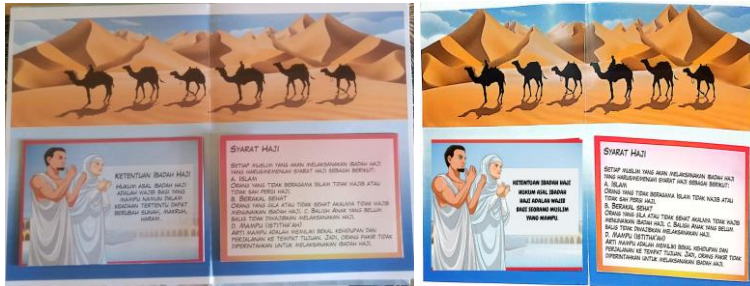 KETENTUAN IBADAH HAJI
HUKUM ASAL IBADAH HAJI
ADALAH WAJIB BAGI YANG
MAMPU NAMUN DALAM
KEADAAN TERTENTU DAPAT
BERUBAH SUNAH, MAKRUH,
HARAM.
SYARAT HAJI
SETIAP MUSLIM YANG AKAN MELAKSANAKAN IBADAH HAJI
YANG HARUSMEMENUHI SYARAT HAJI SEBAGAI BERIKUT:
A. ISLAM
ORANG YANG TIDAK BERAGAMA ISLAM TIDAK WAJIB ATAU
TIDAK SAH PERGI HAJI.
B. BERAKAL SEHAT
ORANG YANG GILA ATAU TIDAK SEHAT AKALNYA TIDAK WAJIB
MENUNAIKAN IBADAH HAJI. C. BALIGH ANAK YANG BELUM
BALIG TIDAK DIWAJIBKAN MELAKSANAKAN IBADAH HAJI.
D. MAMPU (ISTITHA'AH)
ARTI MAMPU ADALAH MEMILIKI BEKAL KEHIDUPAN DAN
PERJALANAN KE TEMPAT TUJUAN. JADI, ORANG FAKIR TIDAK
DIPERINTAHKAN UNTUK MELAKSANAKAN IBADAH HAJI.
KETENTUAN IBADAH HAJI
HUKUM ASAL IBADAH
HAJI ADALAH WAJIB
BAGI SEORANG MUSLIM
YANG MAMPU.
SYARAT HAJI
SETIAP MUSLIM YANG AKAN MELAKSANAKAN IBADAH HAJI
YANG HARUSMEMENUHI SYARAT HAJI SEBAGAI BERIKUT:
A. ISLAM
ORANG YANG TIDAK BERAGAMA ISLAM TIDAK WAJIB ATAU
TIDAK SAH PERGI HAJI.
B. BERAKAL SEHAT
ORANG YANG GILA ATAU TIDAK SEHAT AKALNYA TIDAK WAJIB
MENUNAIKAN IBADAH HAJI. C. BALIGH ANAK YANG BELUM
BALIG TIDAK DIWAJIBKAN MELAKSANAKAN IBADAH HAJI.
D. MAMPU (ISTITHA'AH)
ARTI MAMPU ADALAH MEMILIKI BEKAL KEHIDUPAN DAN
PERJALANAN KE TEMPAT TUJUAN. JADI, ORANG FAKIR TIDAK
DIPERINTAHKAN UNTUK MELAKSANAKAN IBADAH HAJI.